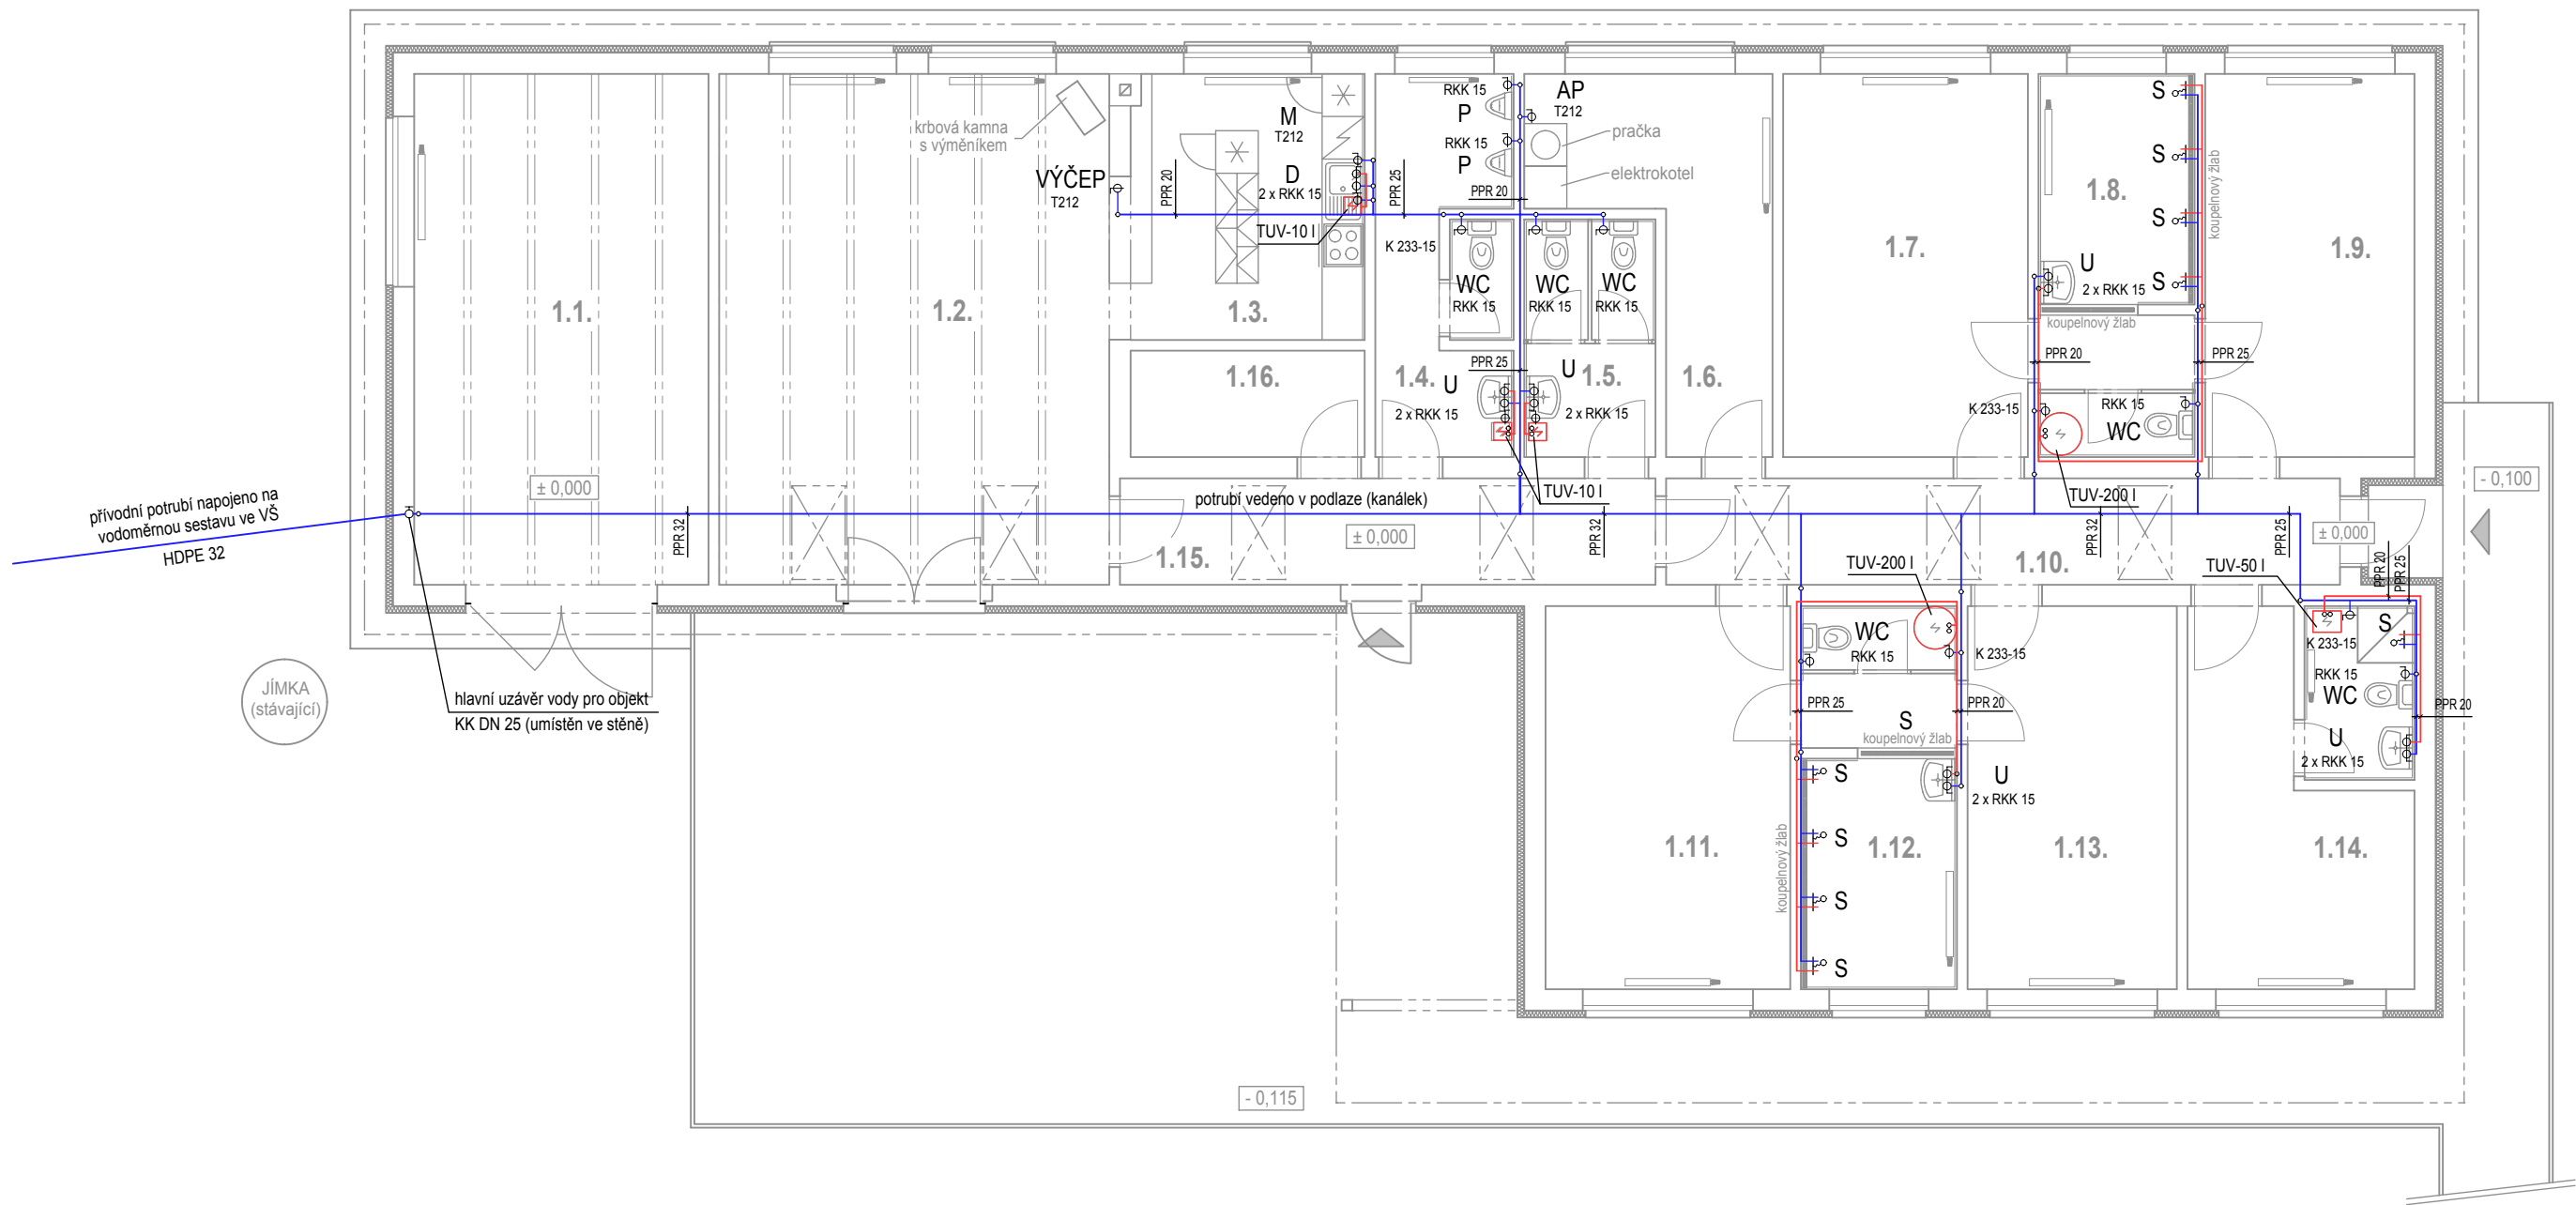 přívodní potrubí napojeno na
vodoměrnou sestavu ve VŠ
HDPE 32
JÍMKA
(stávající)
hlavní uzávěr vody pro objekt
KK DN 25 (umístěn ve stěně)
± 0,000
PPR 32
1.1.
1.2.
krbová kamna
s výměníkem
VÝČEP
T212
PPR 20
M
T212
D
2 x RKK 15
TUV-10 l
1.3.
1.16.
PPR 25
RKK 15
P
RKK 15
P
PPR 20
K 233-15
WC
RKK 15
WC
RKK 15
WC
RKK 15
AP
T212
pračka
elektrokotel
PPR 25
1.4.
U
2 x RKK 15
U
1.5.
2 x RKK 15
1.6.
TUV-10 l
potrubí vedeno v podlaze (kanálek)
1.15.
± 0,000
PPR 32
1.7.
S
S
S
S
1.8.
koupelnový žlab
U
2 x RKK 15
koupelnový žlab
PPR 20
PPR 25
K 233-15
RKK 15
WC
TUV-200 l
1.9.
- 0,100
± 0,000
PPR 32
PPR 25
1.10.
PPR 20
PPR 25
TUV-200 l
WC
RKK 15
K 233-15
PPR 25
PPR 20
S
koupelnový žlab
U
2 x RKK 15
S
S
S
S
koupelnový žlab
1.11.
1.12.
1.13.
1.14.
TUV-50 l
S
K 233-15
RKK 15
WC
PPR 20
U
2 x RKK 15
- 0,115